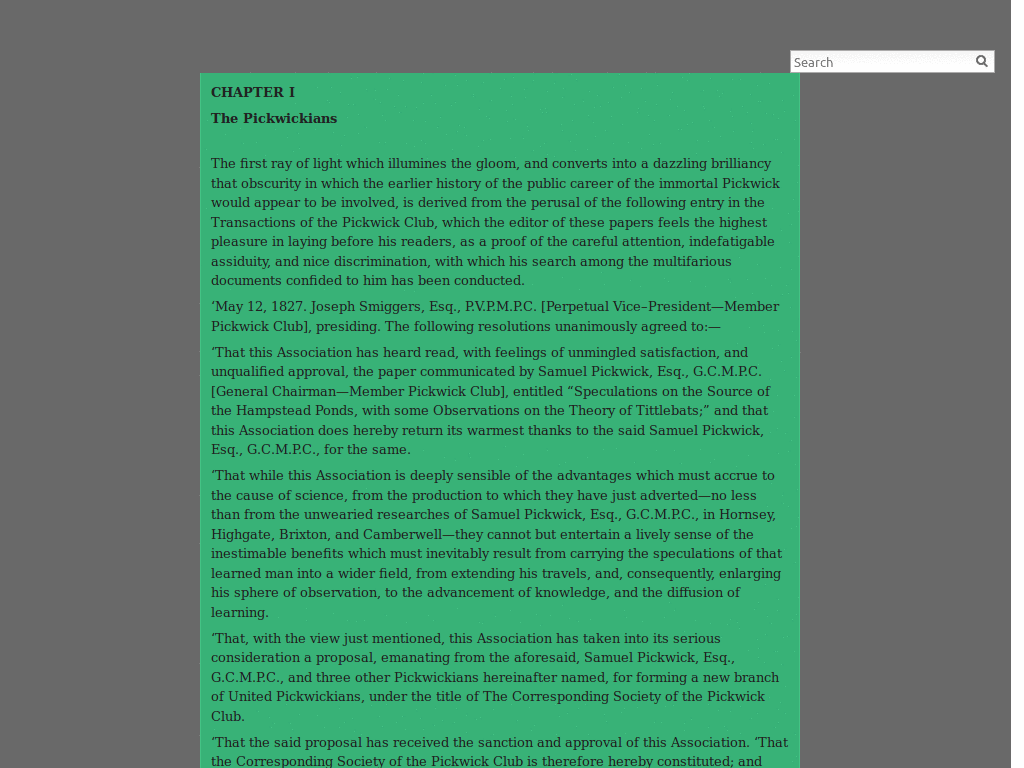 Search
CHAPTER I
The Pickwickians
The first ray of light which illumines the gloom, and converts into a dazzling brilliancy
that obscurity in which the earlier history of the public career of the immortal Pickwick
would appear to be involved, is derived from the perusal of the following entry in the
Transactions of the Pickwick Club, which the editor of these papers feels the highest
pleasure in laying before his readers, as a proof of the careful attention, indefatigable
assiduity, and nice discrimination, with which his search among the multifarious
documents confided to him has been conducted.
‘May 12, 1827. Joseph Smiggers, Esq., P.V.P.M.P.C. [Perpetual Vice–President—Member
Pickwick Club], presiding. The following resolutions unanimously agreed to:—
‘That this Association has heard read, with feelings of unmingled satisfaction, and
unqualified approval, the paper communicated by Samuel Pickwick, Esq., G.C.M.P.C.
[General Chairman—Member Pickwick Club], entitled “Speculations on the Source of
the Hampstead Ponds, with some Observations on the Theory of Tittlebats;” and that
this Association does hereby return its warmest thanks to the said Samuel Pickwick,
Esq., G.C.M.P.C., for the same.
‘That while this Association is deeply sensible of the advantages which must accrue to
the cause of science, from the production to which they have just adverted—no less
than from the unwearied researches of Samuel Pickwick, Esq., G.C.M.P.C., in Hornsey,
Highgate, Brixton, and Camberwell—they cannot but entertain a lively sense of the
inestimable benefits which must inevitably result from carrying the speculations of that
learned man into a wider field, from extending his travels, and, consequently, enlarging
his sphere of observation, to the advancement of knowledge, and the diffusion of
learning.
‘That, with the view just mentioned, this Association has taken into its serious
consideration a proposal, emanating from the aforesaid, Samuel Pickwick, Esq.,
G.C.M.P.C., and three other Pickwickians hereinafter named, for forming a new branch
of United Pickwickians, under the title of The Corresponding Society of the Pickwick
Club.
‘That the said proposal has received the sanction and approval of this Association. ‘That
the Corresponding Society of the Pickwick Club is therefore hereby constituted; and